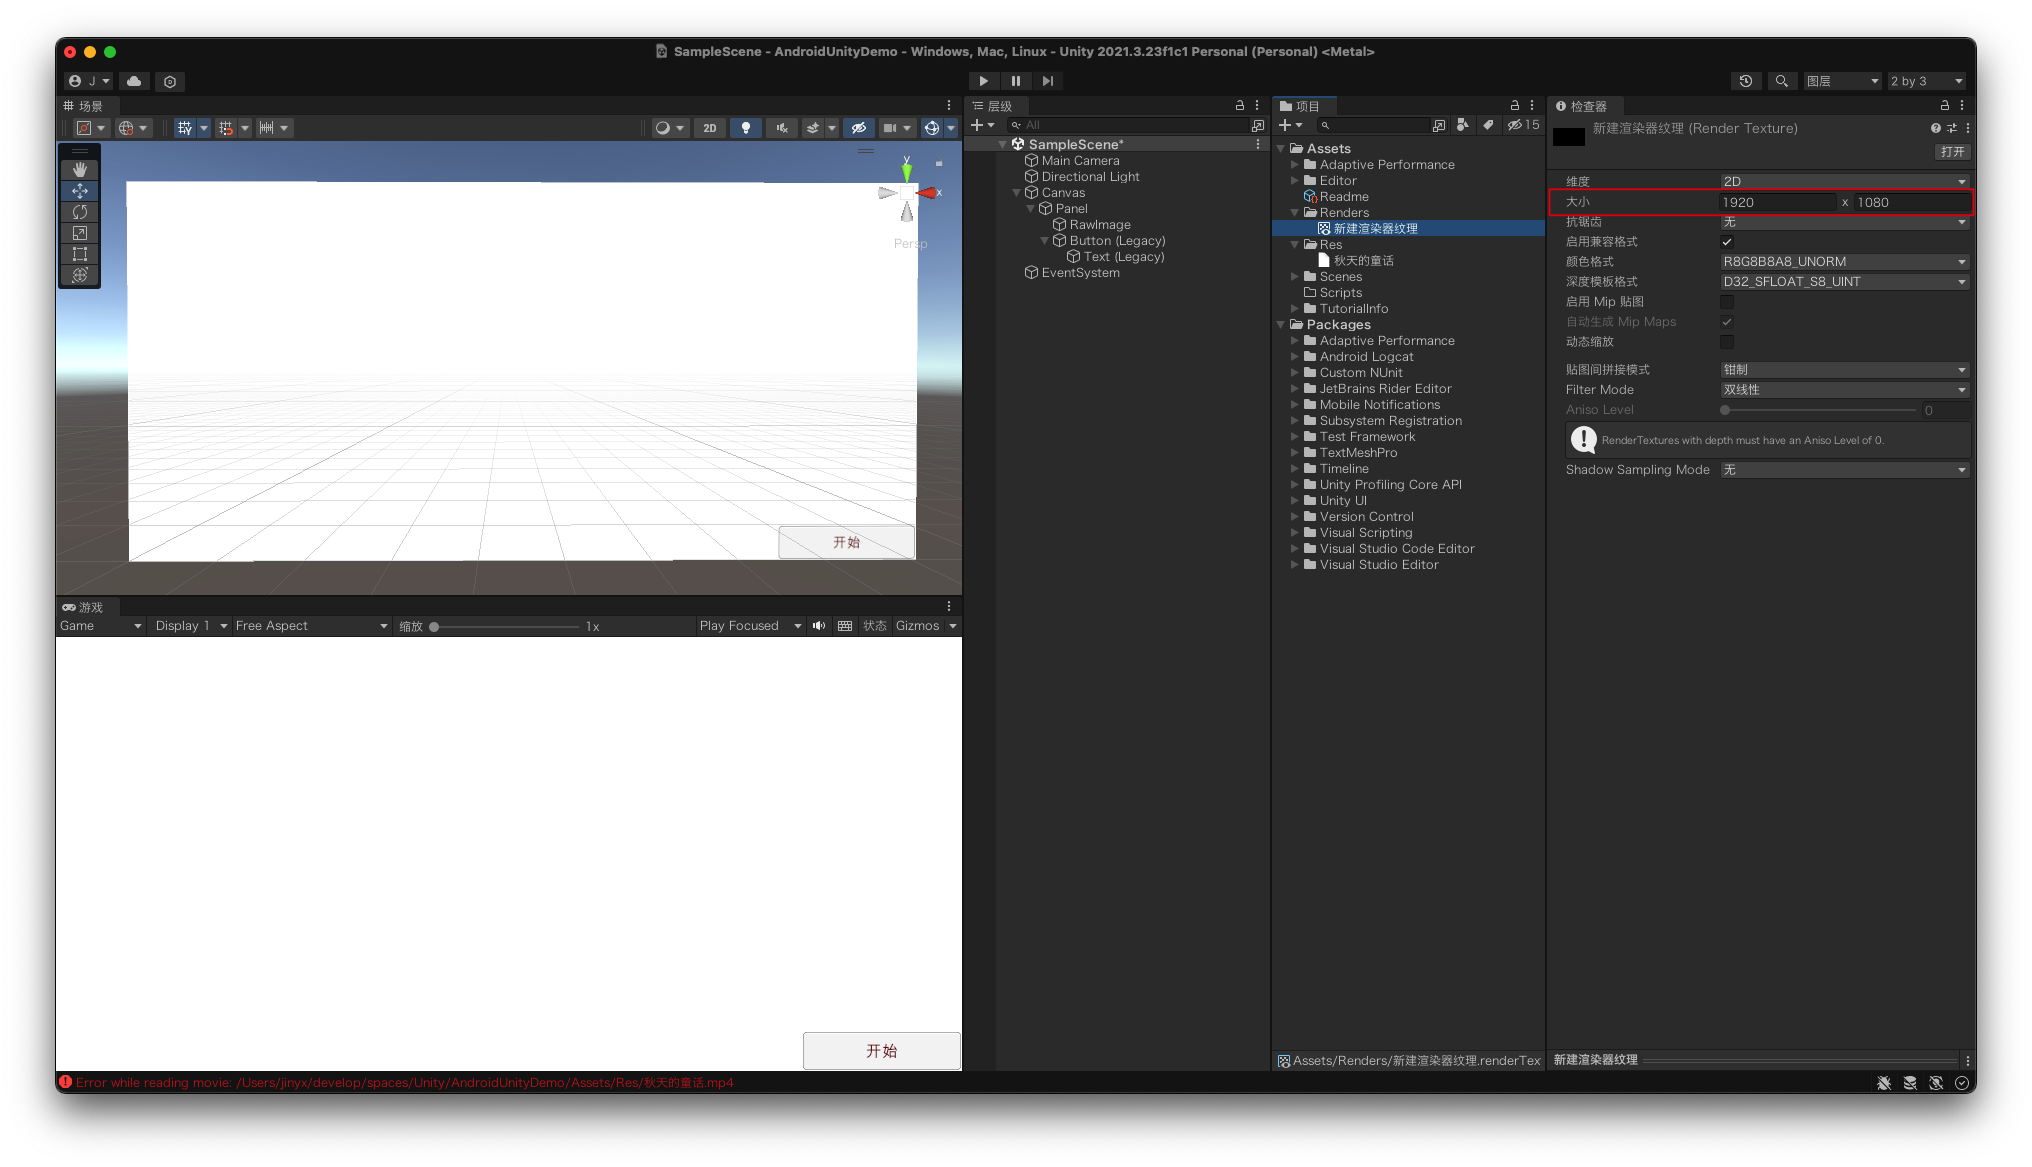 SampleScene - AndroidUnityDemo - Windows, Mac, Linux - Unity 2021.3.23f1c1 Personal (Personal) <Metal>
J
图层
2 by 3
场景
2D
y
x
Persp
开始
游戏
Game
Display 1
Free Aspect
缩放
1x
Play Focused
状态
Gizmos
开始
Error while reading movie: /Users/jinyx/develop/spaces/Unity/AndroidUnityDemo/Assets/Res/秋天的童话.mp4
层级
All
SampleScene*
Main Camera
Directional Light
Canvas
Panel
RawImage
Button (Legacy)
Text (Legacy)
EventSystem
项目
15
Assets
Adaptive Performance
Editor
Readme
Renders
新建渲染器纹理
Res
秋天的童话
Scenes
Scripts
TutorialInfo
Packages
Adaptive Performance
Android Logcat
Custom NUnit
JetBrains Rider Editor
Mobile Notifications
Subsystem Registration
Test Framework
TextMeshPro
Timeline
Unity Profiling Core API
Unity UI
Version Control
Visual Scripting
Visual Studio Code Editor
Visual Studio Editor
Assets/Renders/新建渲染器纹理.renderTex
检查器
新建渲染器纹理 (Render Texture)
打开
维度 2D
大小 1920 x 1080
抗锯齿 无
启用兼容格式
颜色格式 R8G8B8A8_UNORM
深度模板格式 D32_SFLOAT_S8_UINT
启用 Mip 贴图
自动生成 Mip Maps
动态缩放
贴图间拼接模式 钳制
Filter Mode 双线性
Aniso Level 0
RenderTextures with depth must have an Aniso Level of 0.
Shadow Sampling Mode 无
新建渲染器纹理